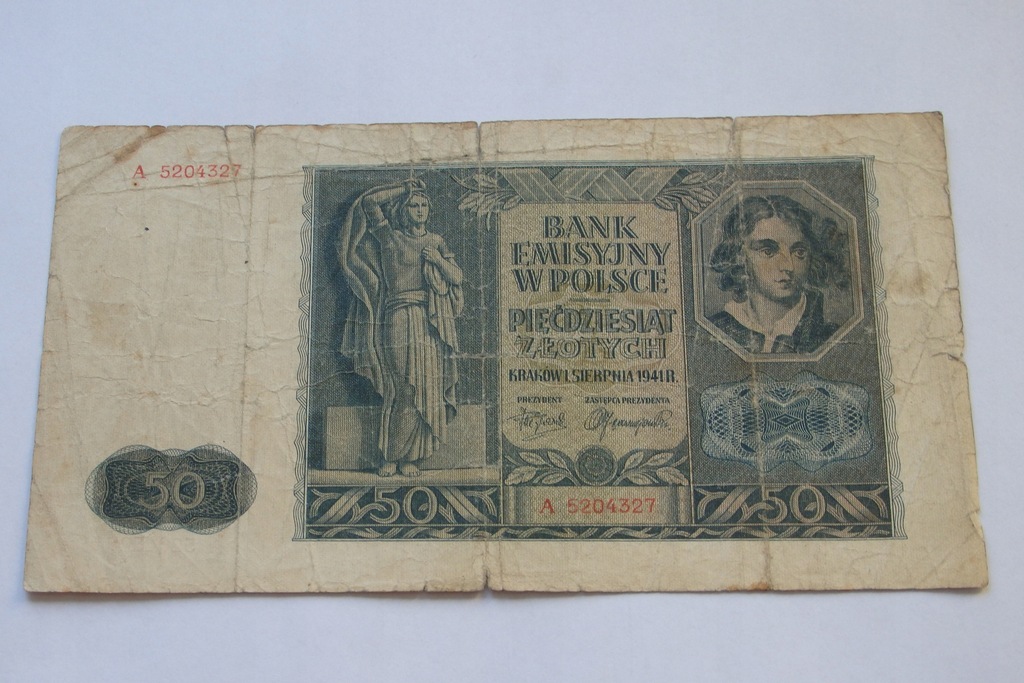 A 5204327
BANK
EMISYJNY
W POLSCE
PIĘĆDZIESIĄT
ZŁOTYCH
KRAKÓW 1. SIERPNIA 1941 R.
PREZYDENT ZASTĘPCA PREZYDENTA
50
50
A 5204327
50